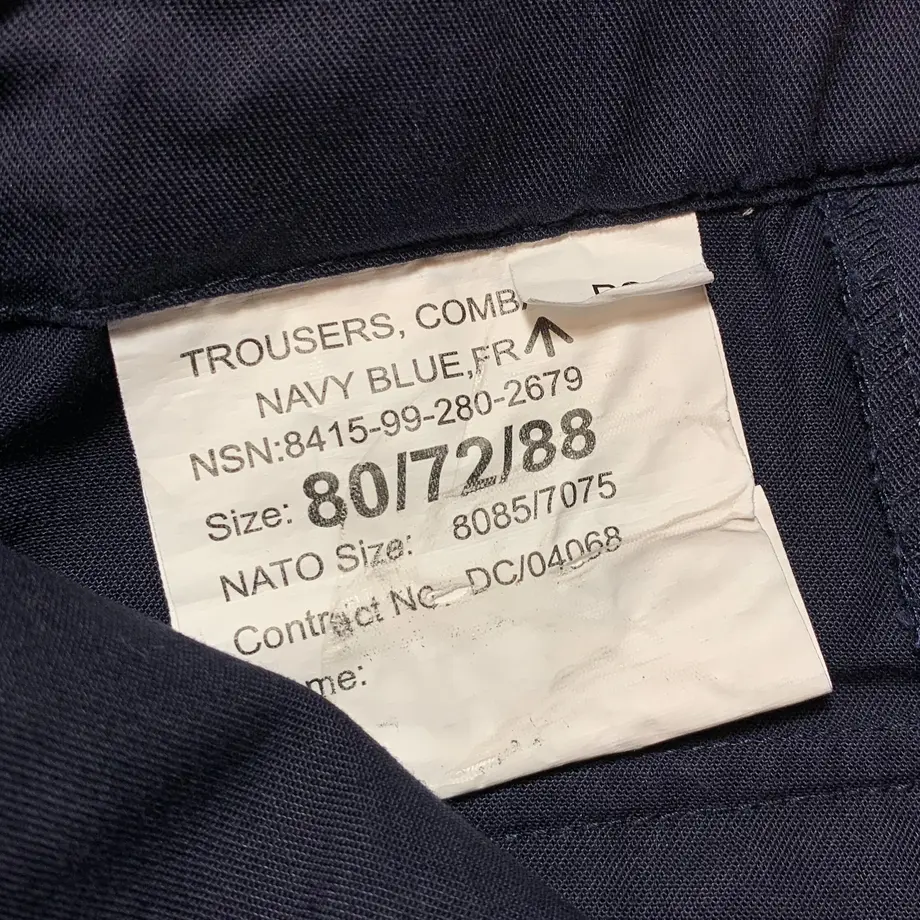 TROUSERS, COMB
NAVY BLUE,FR
NSN:8415-99-280-2679
Size: 80/72/88
NATO Size: 8085/7075
Contract No DC/04068
me: